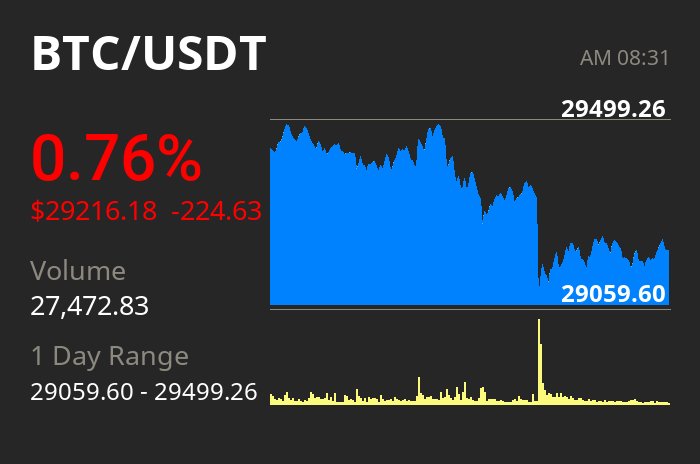 BTC/USDT
AM 08:31
29499.26
0.76%
$29216.18 -224.63
Volume
27,472.83
29059.60
1 Day Range
29059.60 - 29499.26